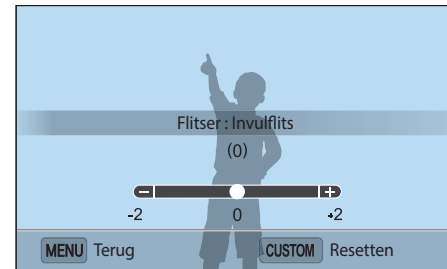 Flitser : Invulflits
(0)
-2 0 +2
MENU Terug CUSTOM Resetten